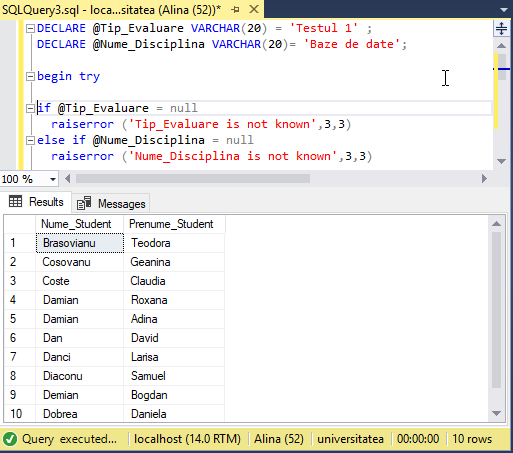 SQLQuery3.sql - loca...sitatea (Alina (52))*
DECLARE @Tip_Evaluare VARCHAR(20) = 'Testul 1' ;
DECLARE @Nume_Disciplina VARCHAR(20)= 'Baze de date';
begin try
if @Tip_Evaluare = null
raiserror ('Tip_Evaluare is not known',3,3)
else if @Nume_Disciplina = null
raiserror ('Nume_Disciplina is not known',3,3)
100 %
Results Messages
Nume_Student Prenume_Student
1 Brasovianu Teodora
2 Cosovanu Geanina
3 Coste Claudia
4 Damian Roxana
5 Damian Adina
6 Dan David
7 Danci Larisa
8 Diaconu Samuel
9 Demian Bogdan
10 Dobrea Daniela
Query executed... localhost (14.0 RTM) Alina (52) universitatea 00:00:00 10 rows